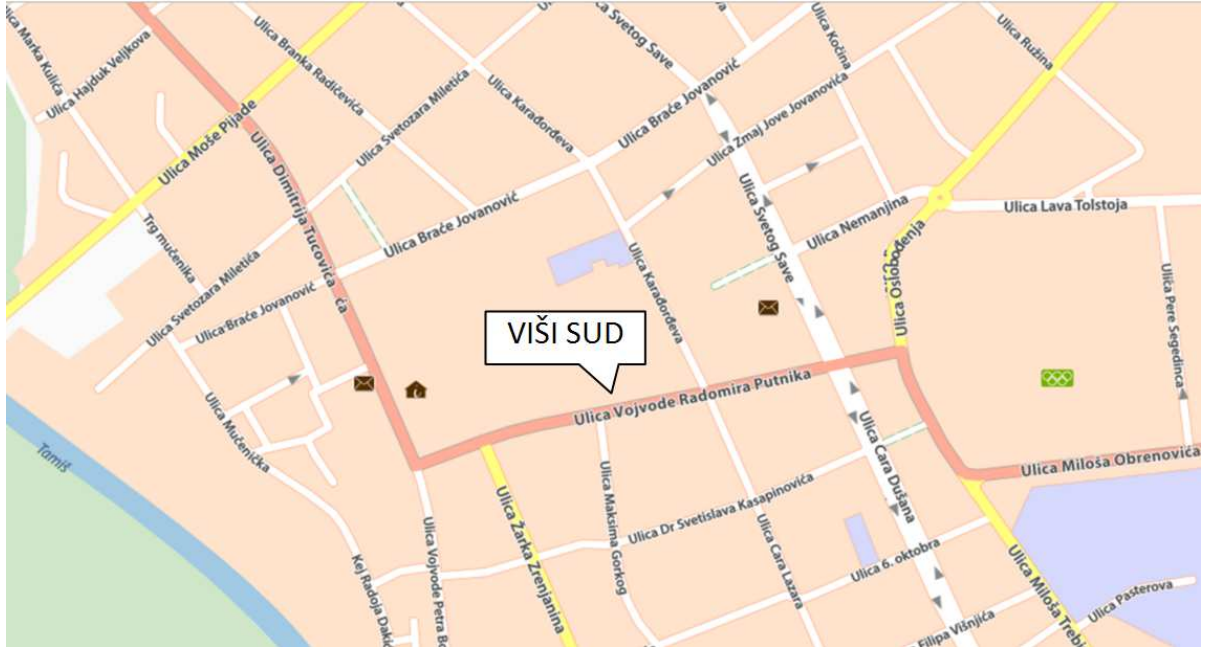 Ulica Marka Kulića
Ulica Hajduk Veljkova
Ulica Branka Radičevića
Ulica Svetozara Miletića
Ulica Karađorđeva
Ulica Svetog Save
Ulica Braće Jovanović
Ulica Kočina
Ulica Ružina
Ulica Moše Pijade
Ulica Dimitrija Tucovića
ća
Ulica Zmaj Jove Jovanovića
Trg mučenika
Ulica Braće Jovanović
Ulica Svetog Save
Ulica Nemanjina
Ulica Lava Tolstoja
Ulica Svetozara Miletića
Ulica Braće Jovanović
Ulica Karađorđeva
Ulica Oslobođenja
Ulica Pere Segedinca
VIŠI SUD
Ulica Vojvode Radomira Putnika
Ulica Mučenička
Tamiš
Ulica Cara Dušana
Ulica Miloša Obrenovića
Ulica Maksima Gorkog
Ulica Dr Svetislava Kasapinovića
Ulica Žarka Zrenjanina
Ulica Vojvode Petra Bo
Kej Radoja Dakić
Ulica Cara Lazara
Ulica 6. oktobra
Ulica Miloša Trebi
Ulica Pasterova
Filipa Višnjića